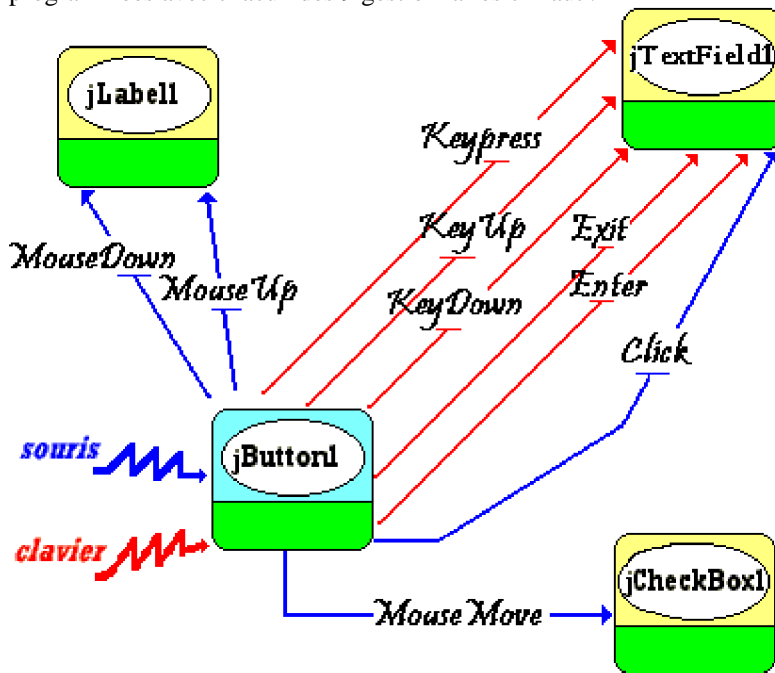 jTextField1
jLabel1
Keypress
KeyUp
Exit
MouseDown
MouseUp
KeyDown
Enter
Click
souris
jButton1
clavier
jCheckBox1
MouseMove